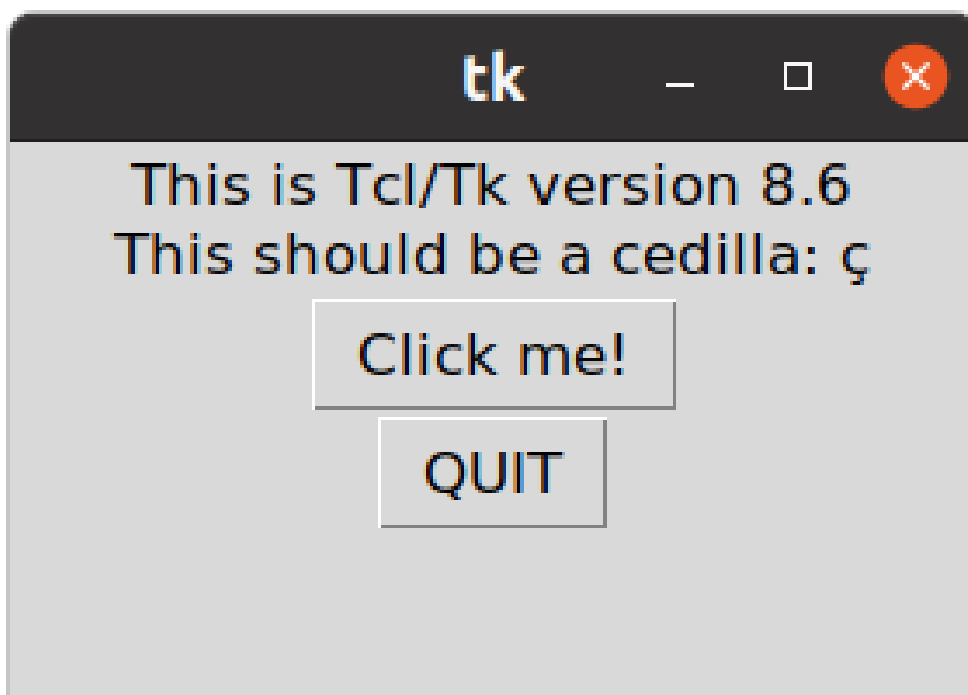 tk
This is Tcl/Tk version 8.6
This should be a cedilla: ç
Click me!
QUIT